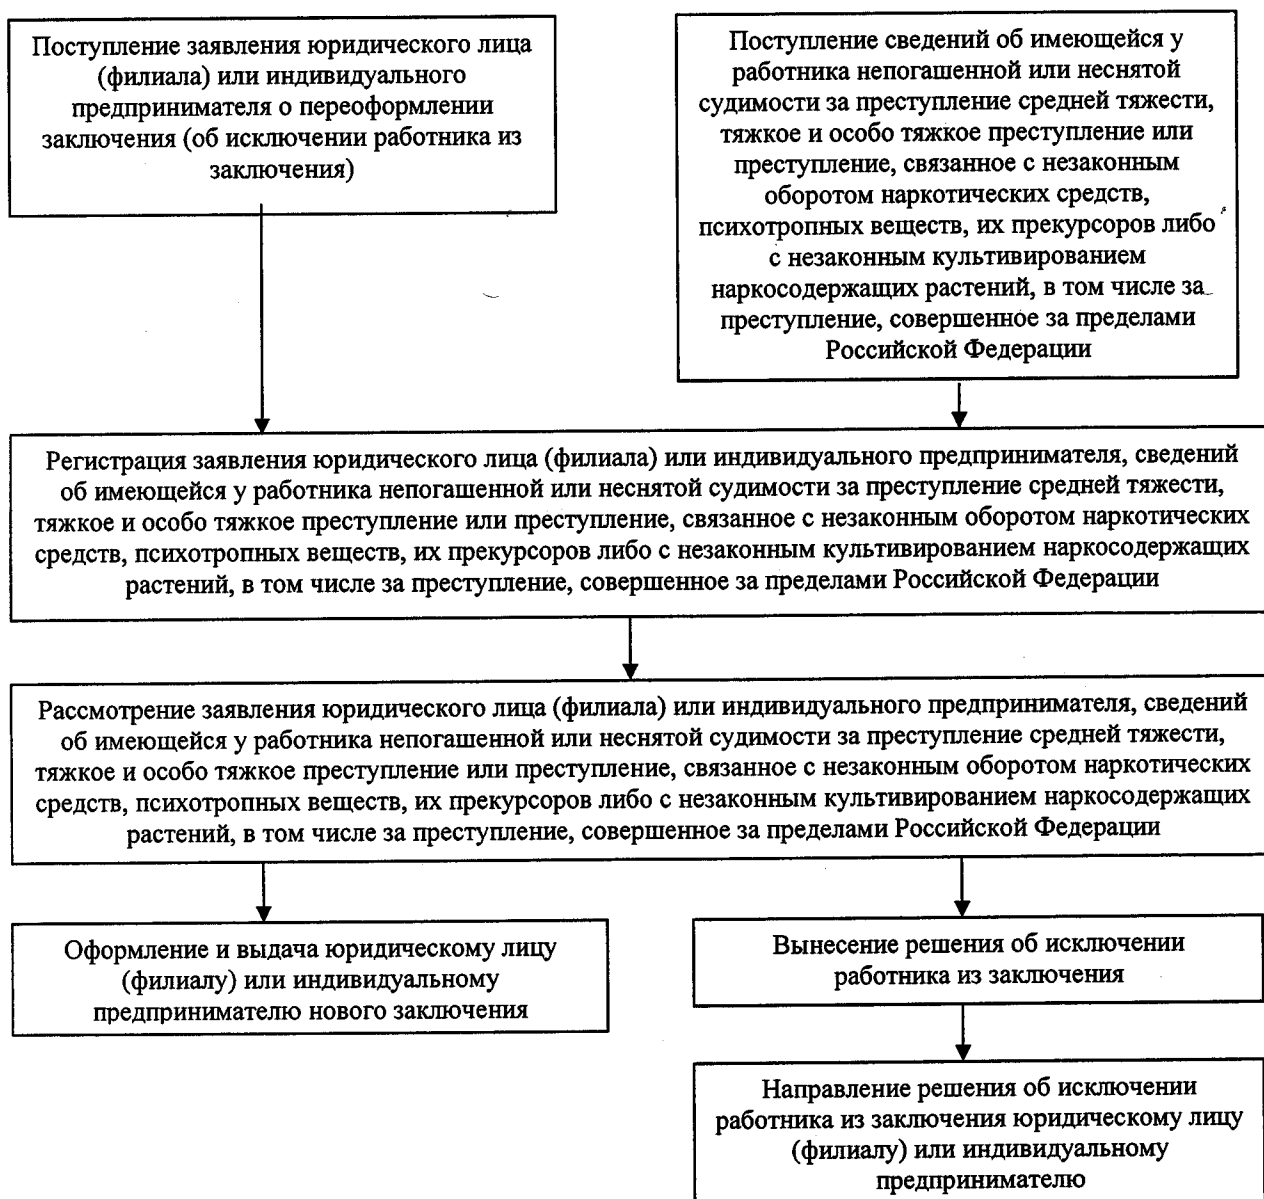 Поступление заявления юридического лица
(филиала) или индивидуального
предпринимателя о переоформлении
заключения (об исключении работника из
заключения)
Поступление сведений об имеющейся у
работника непогашенной или неснятой
судимости за преступление средней тяжести,
тяжкое и особо тяжкое преступление или
преступление, связанное с незаконным
оборотом наркотических средств,
психотропных веществ, их прекурсоров либо
с незаконным культивированием
наркосодержащих растений, в том числе за
преступление, совершенное за пределами
Российской Федерации
Регистрация заявления юридического лица (филиала) или индивидуального предпринимателя, сведений
об имеющейся у работника непогашенной или неснятой судимости за преступление средней тяжести,
тяжкое и особо тяжкое преступление или преступление, связанное с незаконным оборотом наркотических
средств, психотропных веществ, их прекурсоров либо с незаконным культивированием наркосодержащих
растений, в том числе за преступление, совершенное за пределами Российской Федерации
Рассмотрение заявления юридического лица (филиала) или индивидуального предпринимателя, сведений
об имеющейся у работника непогашенной или неснятой судимости за преступление средней тяжести,
тяжкое и особо тяжкое преступление или преступление, связанное с незаконным оборотом наркотических
средств, психотропных веществ, их прекурсоров либо с незаконным культивированием наркосодержащих
растений, в том числе за преступление, совершенное за пределами Российской Федерации
Оформление и выдача юридическому лицу
(филиалу) или индивидуальному
предпринимателю нового заключения
Вынесение решения об исключении
работника из заключения
Направление решения об исключении
работника из заключения юридическому лицу
(филиалу) или индивидуальному
предпринимателю